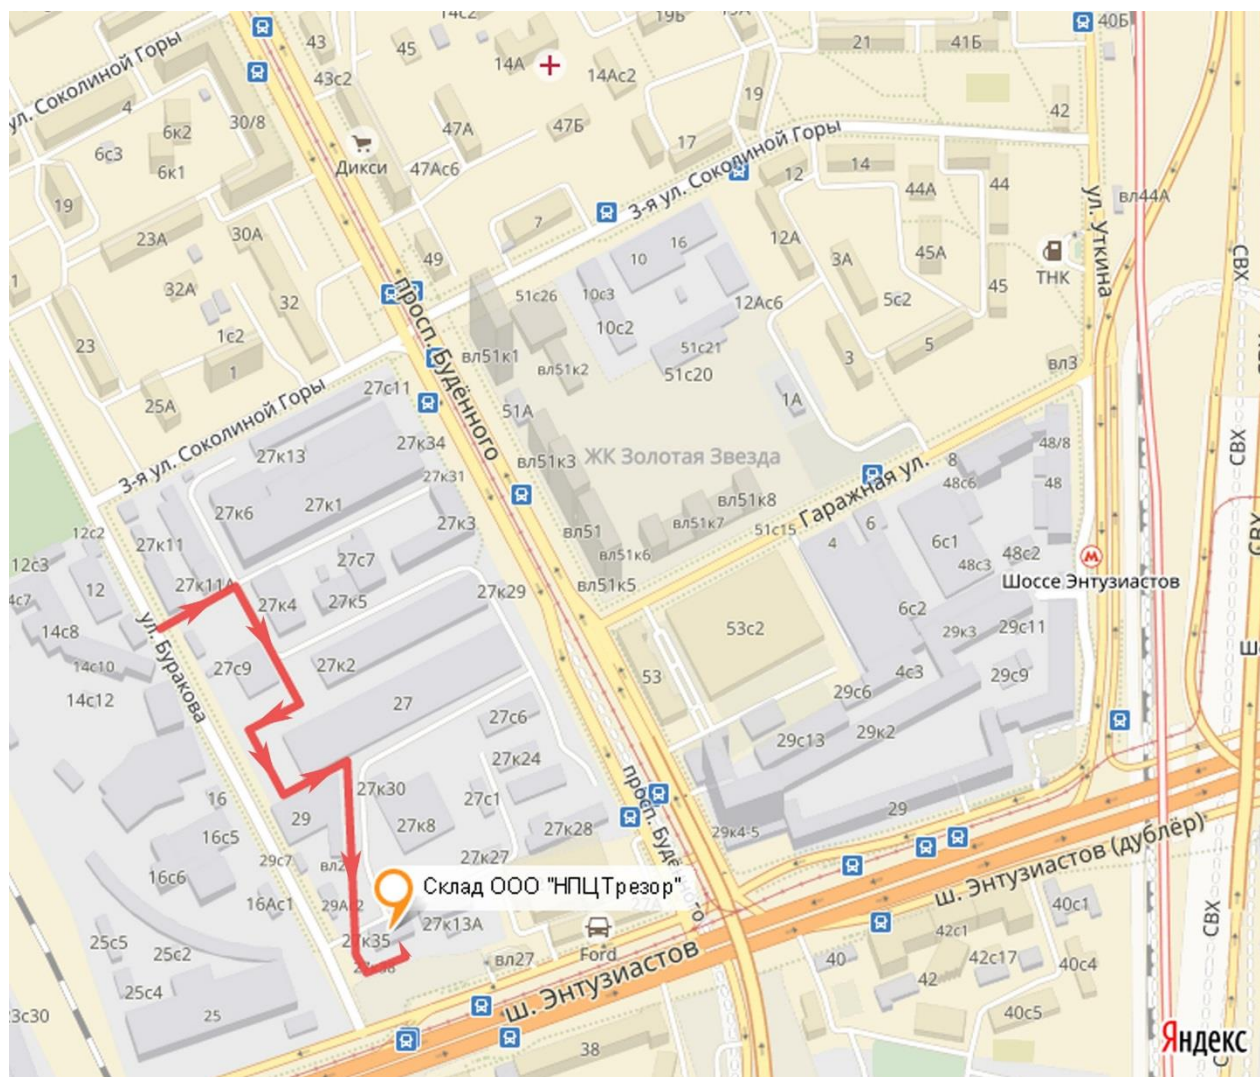 40Б
14с2
19Б
43
45
21
41Б
ул. Соколиной Горы
14А
14Ас2
43с2
4
30/8
19
42
6к2
47А
47Б
6с3
17
3-я ул. Соколиной Горы
Дикси
6к1
47Ас6
12
14
44
44А
вл44А
ул. Уткина
19
7
23А
30А
12А
16
49
10
3А
45А
ТНК
СВХ
32А
32
51с26
10с3
12Ас6
5с2
45
просп. Будённого
1с2
10с2
23
вл51к1
51с21
5
вл51к2
51с20
3
вл3
1
27с11
25А
51А
1А
3-я ул. Соколиной Горы
27к34
48/8
27к13
вл51к3
ЖК Золотая Звезда
СВХ
8
27к31
48с6
48
27к6
27к1
вл51к8
Гаражная ул.
27к3
вл51
вл51к7
51с15
6
12с2
27к11
4
6с1
48с2
СВХ
12с3
27с7
вл51к6
48с3
Шоссе Энтузиастов
27к11А
вл51к5
12
27к29
4с7
27к4
27к5
6с2
ул. Буракова
14с8
53с2
29к3
29с11
14с10
27с9
27к2
53
4с3
29с9
14с12
27
29с6
27с6
29с13
29к2
27к24
просп. Будённого
27к30
16
27с1
29
29
27к8
27к28
29к4-5
16с5
29с7
27к27
ш. Энтузиастов (дублёр)
16с6
Склад ООО "НПЦТрезор"
16Ас1
27А
40с1
27к13А
42с1
СВХ
25с5
25с2
27к35
вл27
Ford
ш. Энтузиастов
40
42с17
40с4
42
25с4
25
3с30
40с5
38
Яндекс